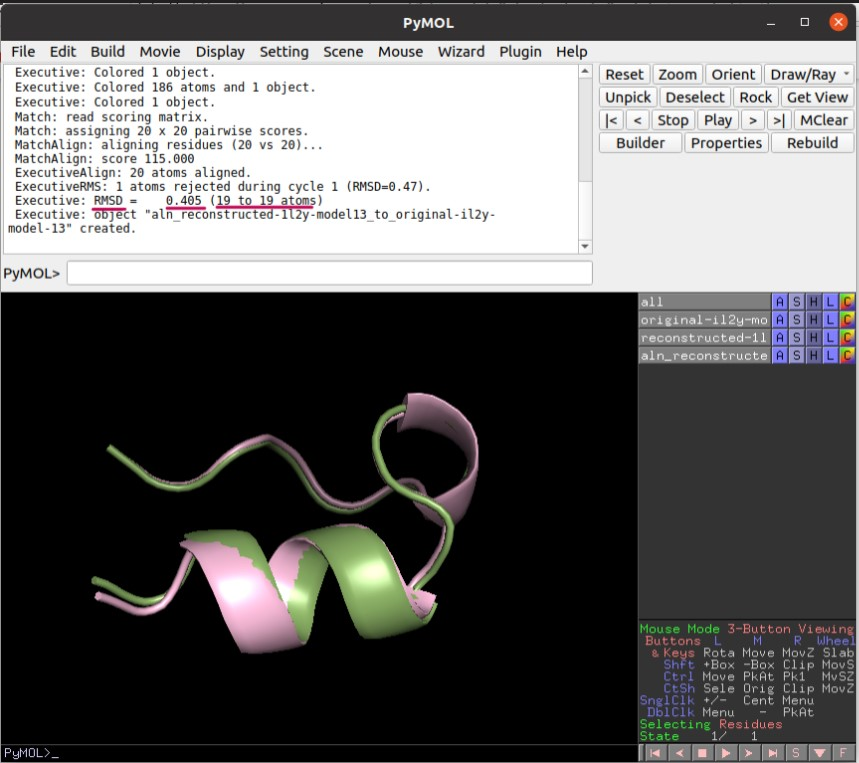 PyMOL
File Edit Build Movie Display Setting Scene Mouse Wizard Plugin Help
Executive: Colored 1 object.
Executive: Colored 186 atoms and 1 object.
Executive: Colored 1 object.
Match: read scoring matrix.
Match: assigning 20 x 20 pairwise scores.
MatchAlign: aligning residues (20 vs 20)...
MatchAlign: score 115.000
ExecutiveAlign: 20 atoms aligned.
ExecutiveRMS: 1 atoms rejected during cycle 1 (RMSD=0.47).
Executive: RMSD = 0.405 (19 to 19 atoms)
Executive: object "aln_reconstructed-1l2y-model13_to_original-il2y-
model-13" created.
Reset Zoom Orient Draw/Ray
Unpick Deselect Rock Get View
|< < Stop Play > >| MClear
Builder Properties Rebuild
PyMOL>
all A S H L C
original-il2y-mo A S H L C
reconstructed-1l A S H L C
aln_reconstructe A S H L C
Mouse Mode 3-Button Viewing
Buttons L M R Wheel
& Keys Rota Move MovZ Slab
Shft +Box -Box Clip MovS
Ctrl Move PkAt Pk1 MvSZ
CtSh Sele Orig Clip MovZ
SnglClk +/- Cent Menu
DblClk Menu - PkAt
Selecting Residues
State 1/ 1
PyMOL>_
S F